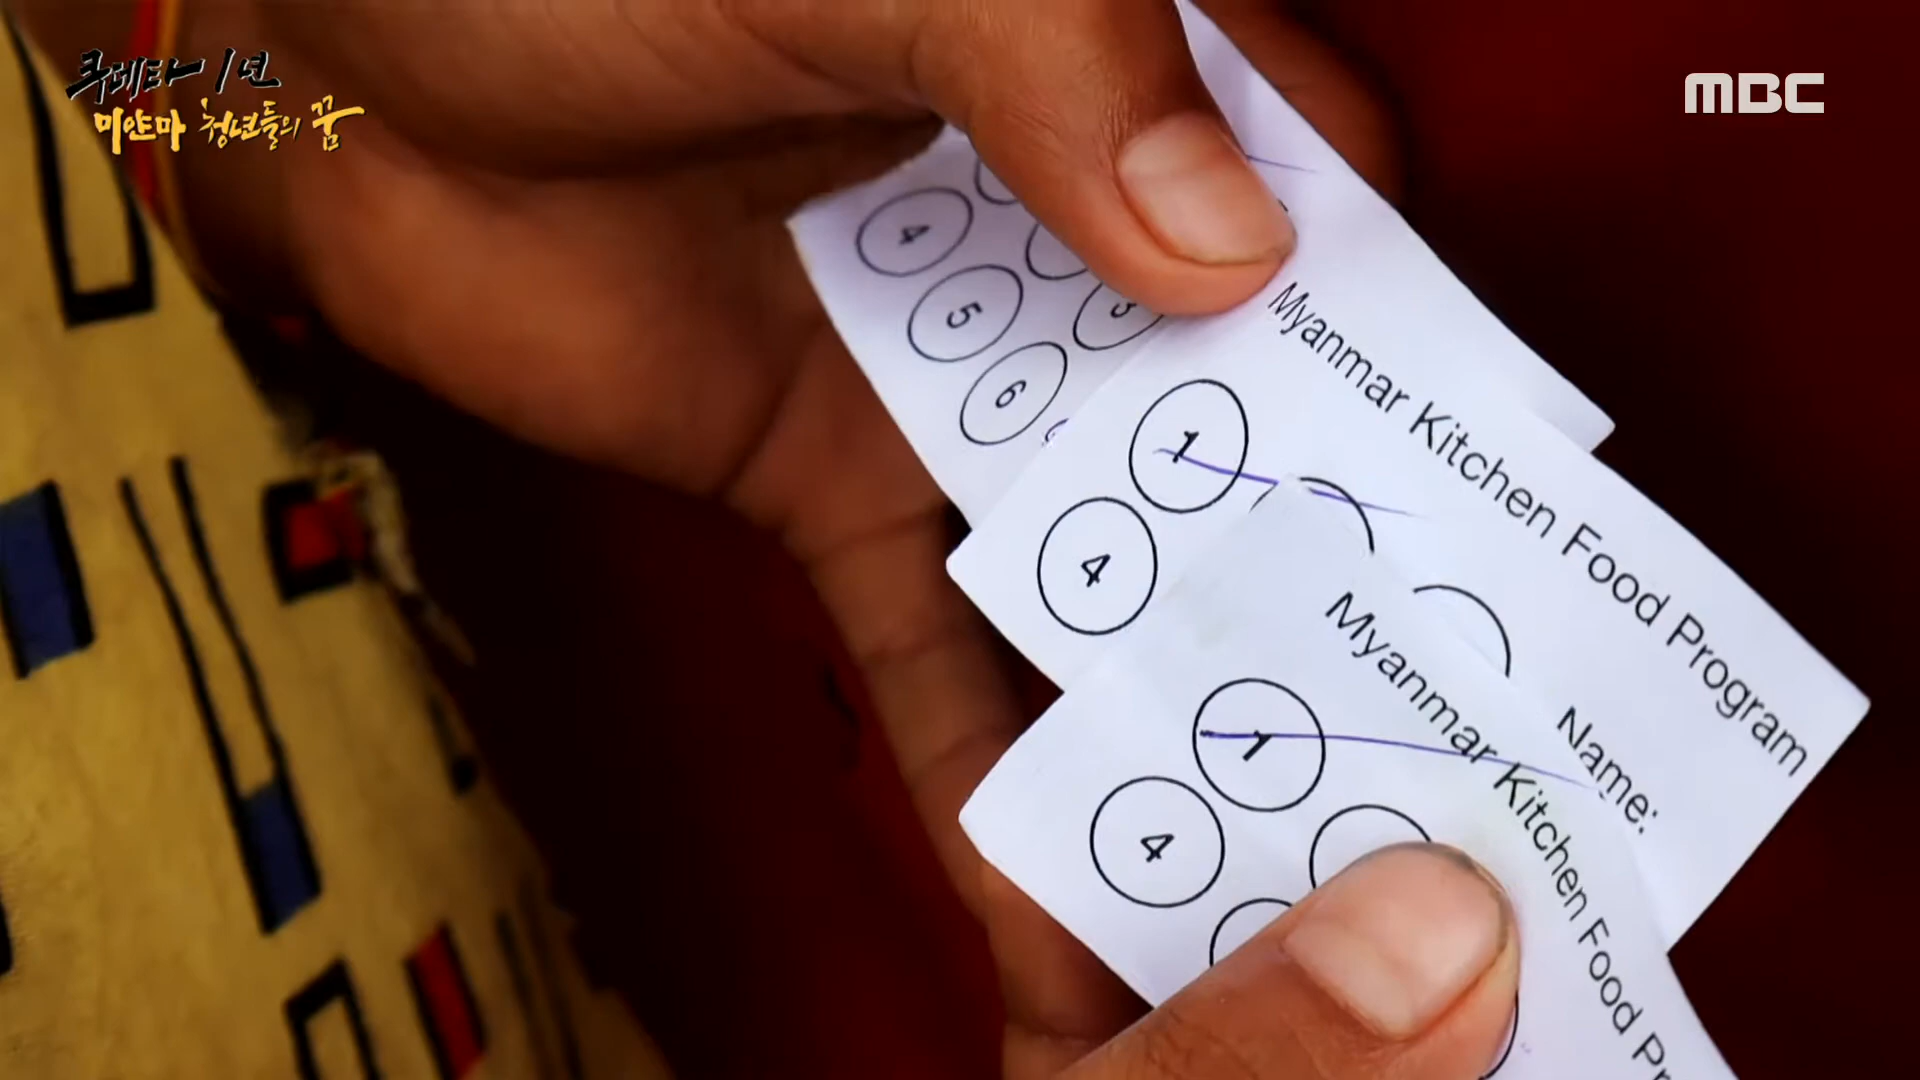 쿠데타 1년
미얀마 청년들의 꿈
MBC
4
5
3
6
Myanmar Kitchen Food Program
Name:
1
4
Myanmar Kitchen Food
1
4